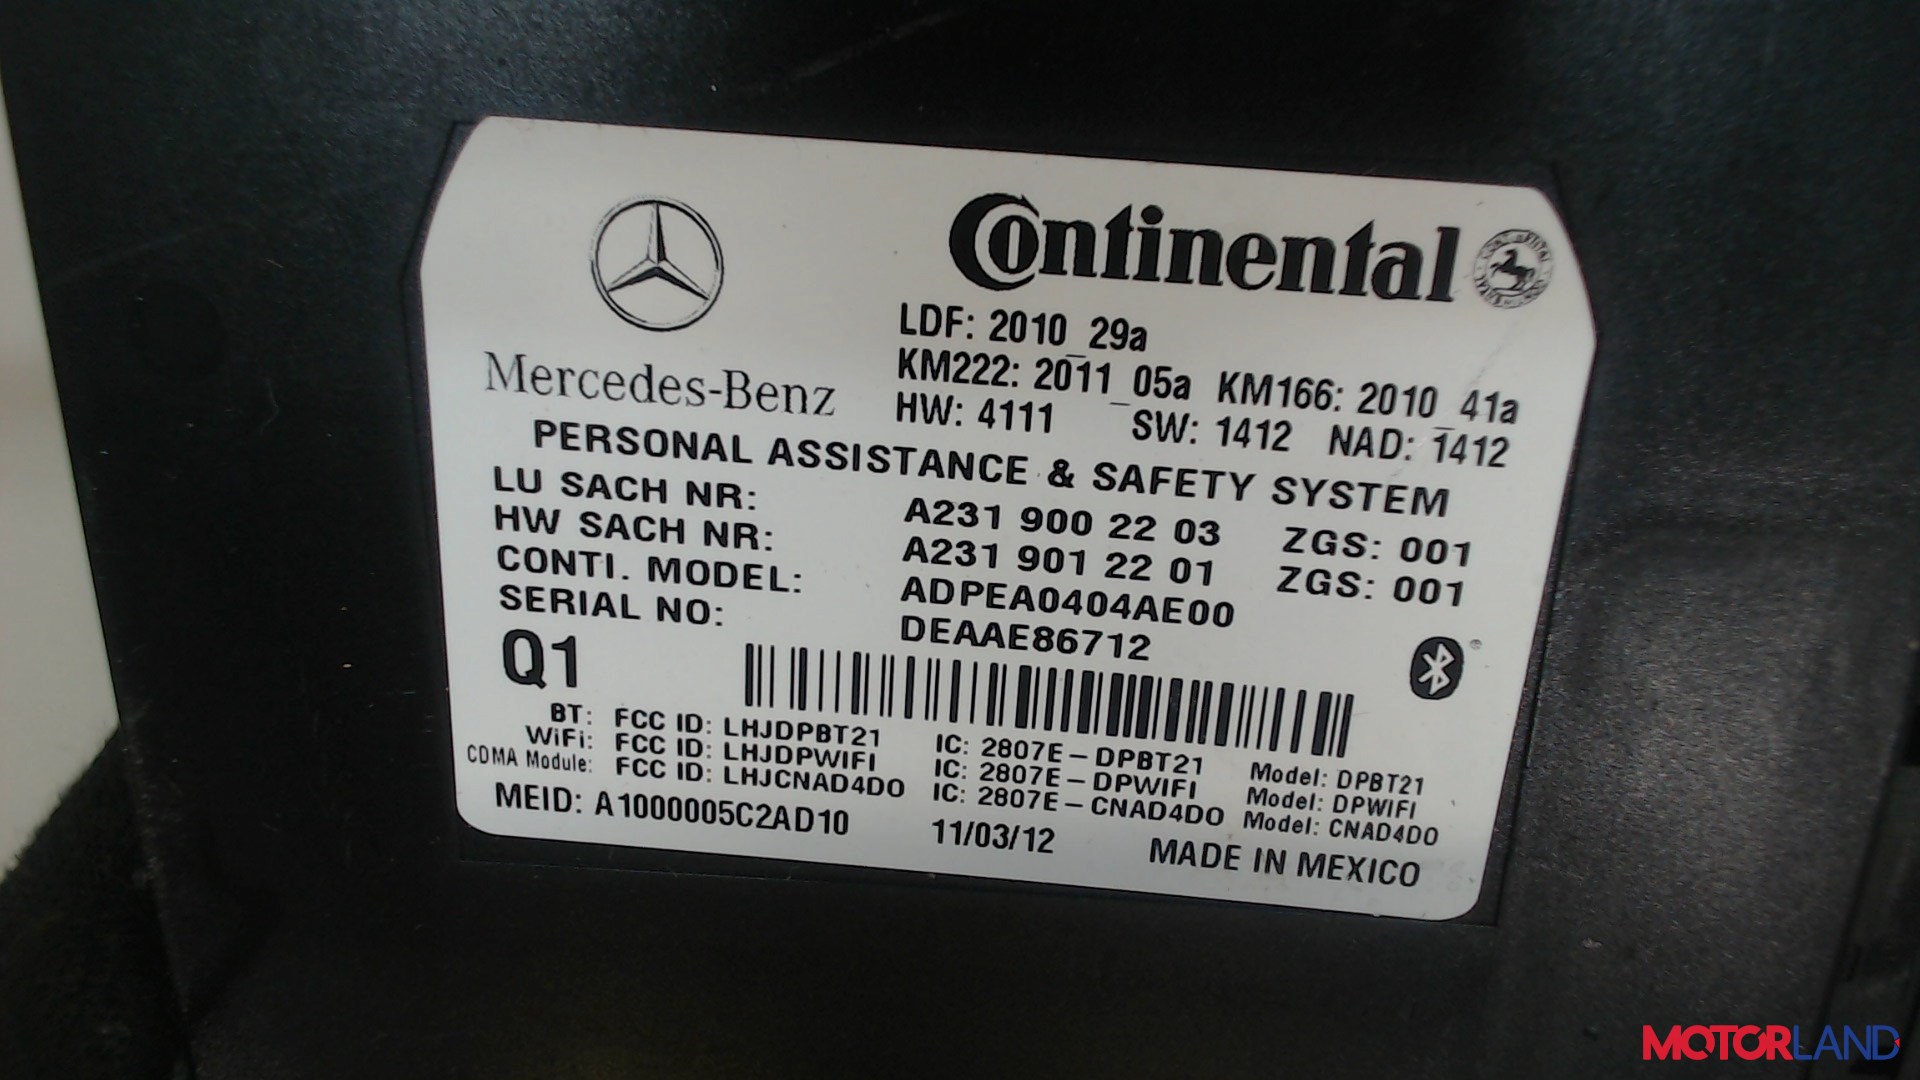 Continental
Mercedes-Benz
LDF: 2010_29a
KM222: 2011_05a KM166: 2010_41a
HW: 4111 SW: 1412 NAD: 1412
PERSONAL ASSISTANCE & SAFETY SYSTEM
LU SACH NR: A231 900 22 03 ZGS: 001
HW SACH NR: A231 901 22 01 ZGS: 001
CONTI. MODEL: ADPEA0404AE00
SERIAL NO: DEAAE86712
Q1
BT: FCC ID: LHJDPBT21 IC: 2807E-DPBT21 Model: DPBT21
WiFi: FCC ID: LHJDPWIFI IC: 2807E-DPWIFI Model: DPWIFI
CDMA Module: FCC ID: LHJCNAD4DO IC: 2807E-CNAD4DO Model: CNAD4DO
MEID: A1000005C2AD10 11/03/12 MADE IN MEXICO
MOTORLAND